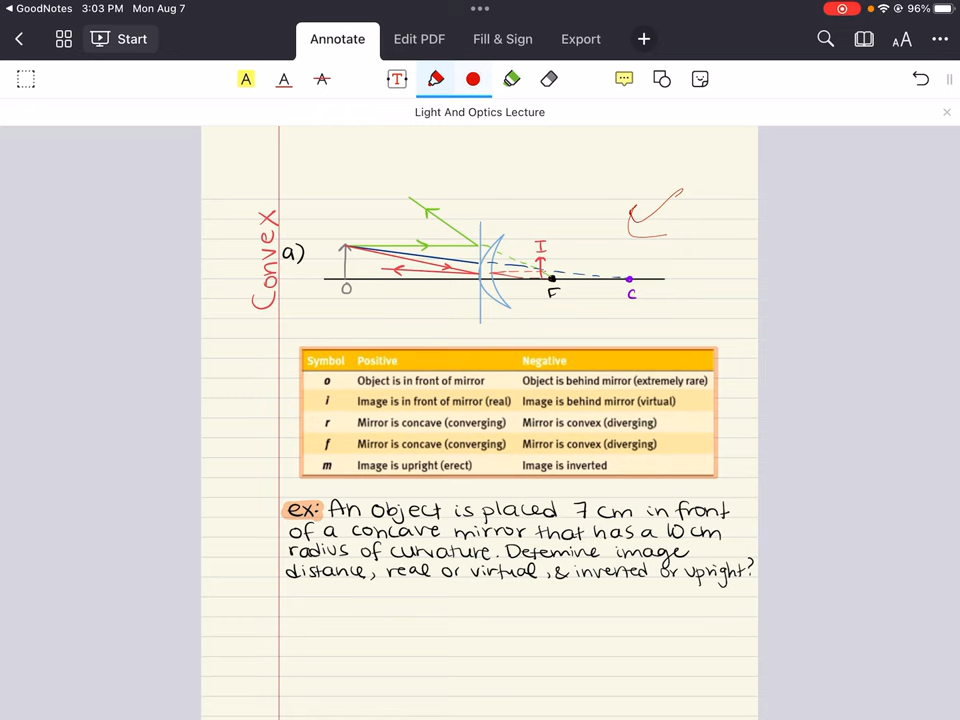 GoodNotes 3:03 PM Mon Aug 7 96%
Start Annotate Edit PDF Fill & Sign Export
A A A T AA
Light And Optics Lecture
Convex
a)
I
O F C
Symbol Positive Negative
o Object is in front of mirror Object is behind mirror (extremely rare)
i Image is in front of mirror (real) Image is behind mirror (virtual)
r Mirror is concave (converging) Mirror is convex (diverging)
f Mirror is concave (converging) Mirror is convex (diverging)
m Image is upright (erect) Image is inverted
ex: An object is placed 7 cm in front
of a concave mirror that has a 10 cm
radius of curvature. Detemine image
distance, real or virtual, & inverted or upright?